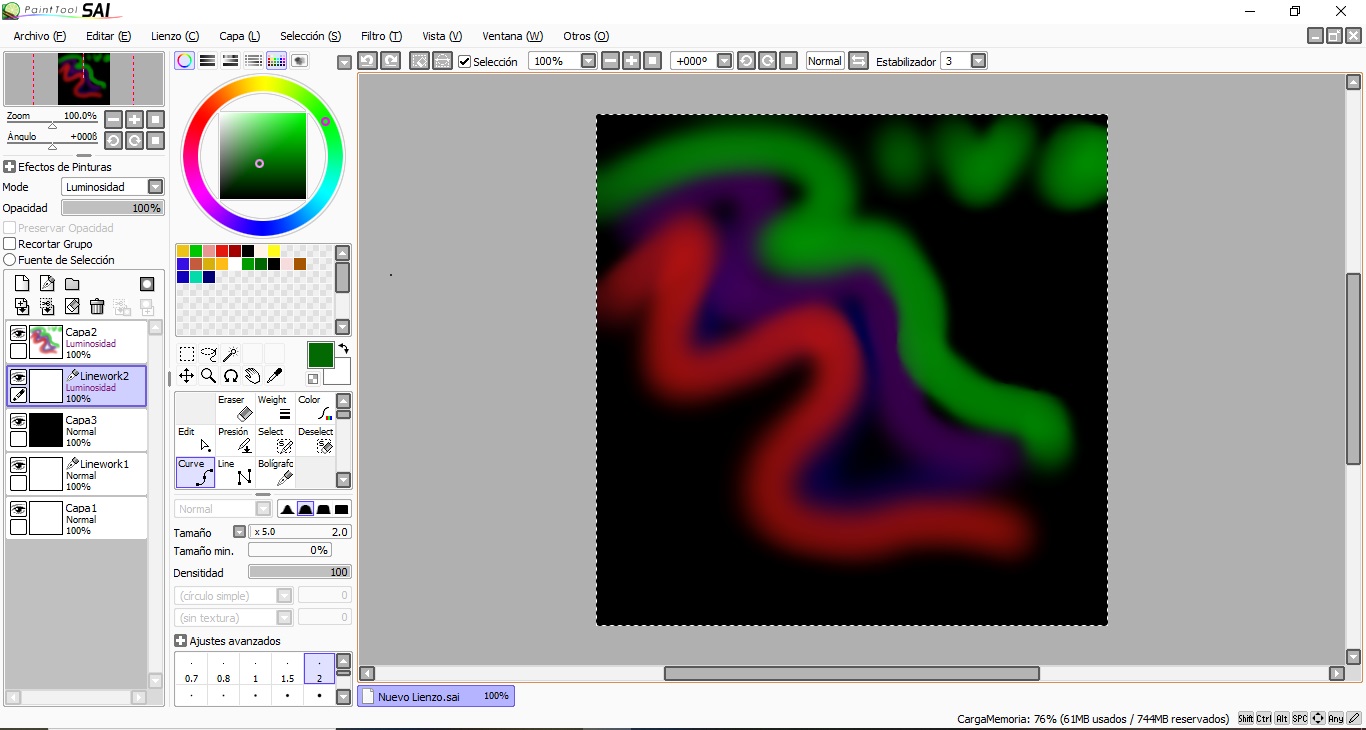 PaintTool SAI
Archivo (F) Editar (E) Lienzo (C) Capa (L) Selección (S) Filtro (T) Vista (V) Ventana (W) Otros (O)
Selección 100% +000º Normal Estabilizador 3
Zoom 100.0%
Ángulo +000ß
Efectos de Pinturas
Mode Luminosidad
Opacidad 100%
Preservar Opacidad
Recortar Grupo
Fuente de Selección
Capa2
Luminosidad
100%
Linework2
Luminosidad
100%
Capa3
Normal
100%
Linework1
Normal
100%
Capa1
Normal
100%
Eraser Weight Color
Edit Presión Select Deselect
Curve Line Bolígrafo
Normal
Tamaño x 5.0 2.0
Tamaño min. 0%
Densitidad 100
(círculo simple) 0
(sin textura) 0
Ajustes avanzados
0.7 0.8 1 1.5 2
Nuevo Lienzo.sai 100%
CargaMemoria: 76% (61MB usados / 744MB reservados) Shift Ctrl Alt SPC Any